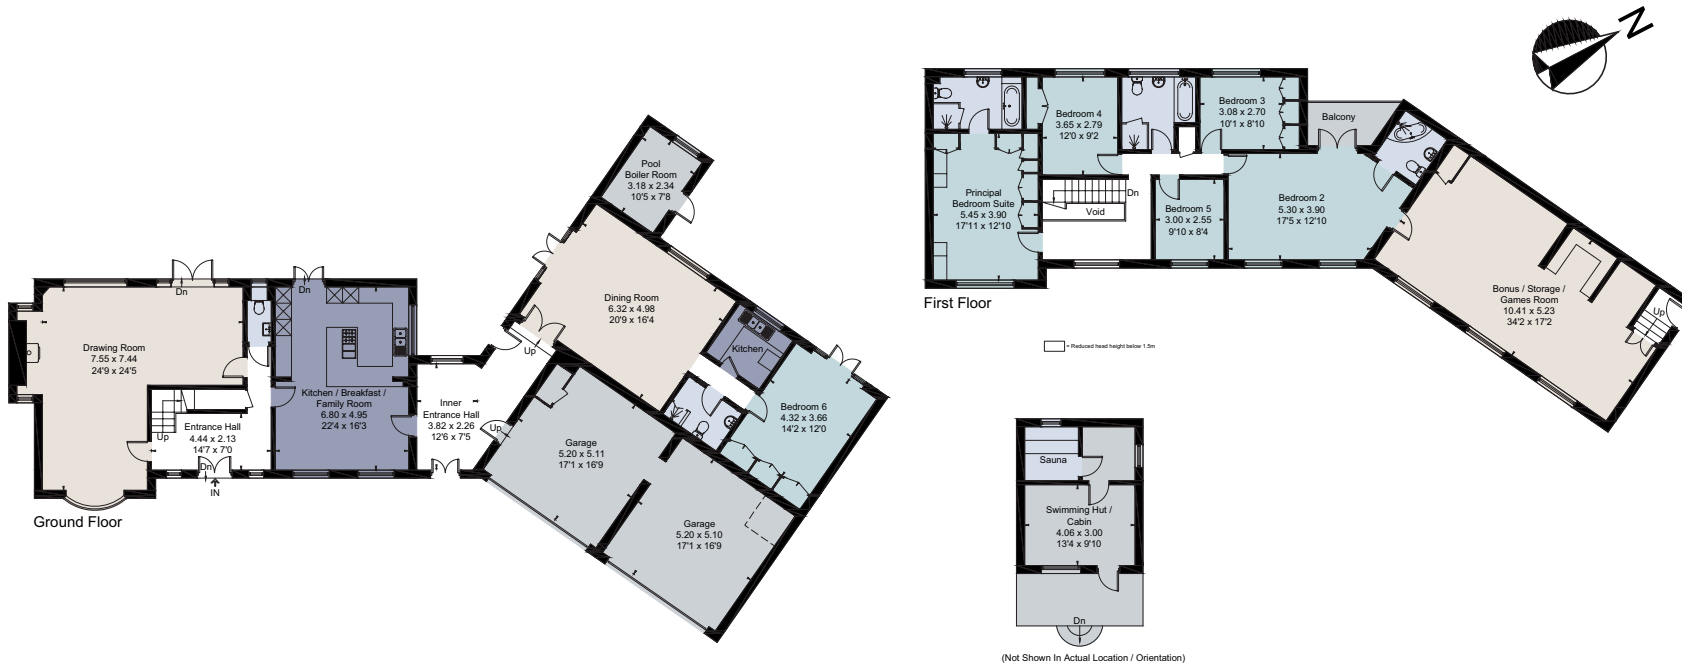 N
Pool
Boiler Room
3.18 x 2.34
10'5 x 7'8
Dn
Dn
Dining Room
6.32 x 4.98
20'9 x 16'4
Kitchen
Drawing Room
7.55 x 7.44
24'9 x 24'5
Up
Kitchen / Breakfast /
Family Room
6.80 x 4.95
22'4 x 16'3
Inner
Entrance Hall
3.82 x 2.26
12'6 x 7'5
Up
Up
Entrance Hall
4.44 x 2.13
14'7 x 7'0
Dn
IN
Bedroom 6
4.32 x 3.66
14'2 x 12'0
Garage
5.20 x 5.11
17'1 x 16'9
Garage
5.20 x 5.10
17'1 x 16'9
Ground Floor
Bedroom 4
3.65 x 2.79
12'0 x 9'2
Bedroom 3
3.08 x 2.70
10'1 x 8'10
Balcony
Principal
Bedroom Suite
5.45 x 3.90
17'11 x 12'10
Dn
Void
Bedroom 5
3.00 x 2.55
9'10 x 8'4
Bedroom 2
5.30 x 3.90
17'5 x 12'10
Bonus / Storage /
Games Room
10.41 x 5.23
34'2 x 17'2
Up
First Floor
= Reduced head height below 1.5m
Sauna
Swimming Hut /
Cabin
4.06 x 3.00
13'4 x 9'10
Dn
(Not Shown In Actual Location / Orientation)